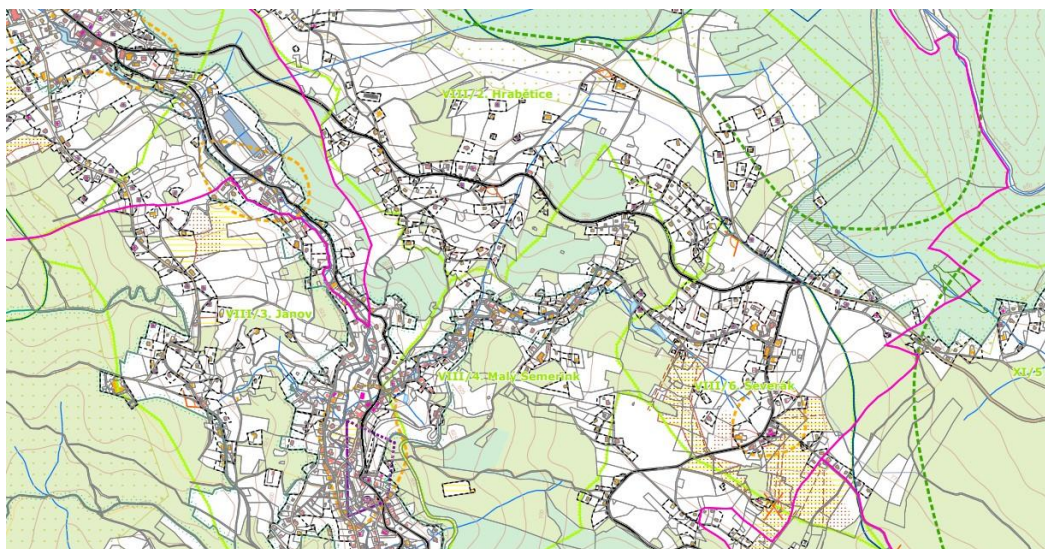 VIII/2. Hrabětice
VIII/3. Janov
VIII/4. Malý Semerink
VIII/6. Severák
XI/5